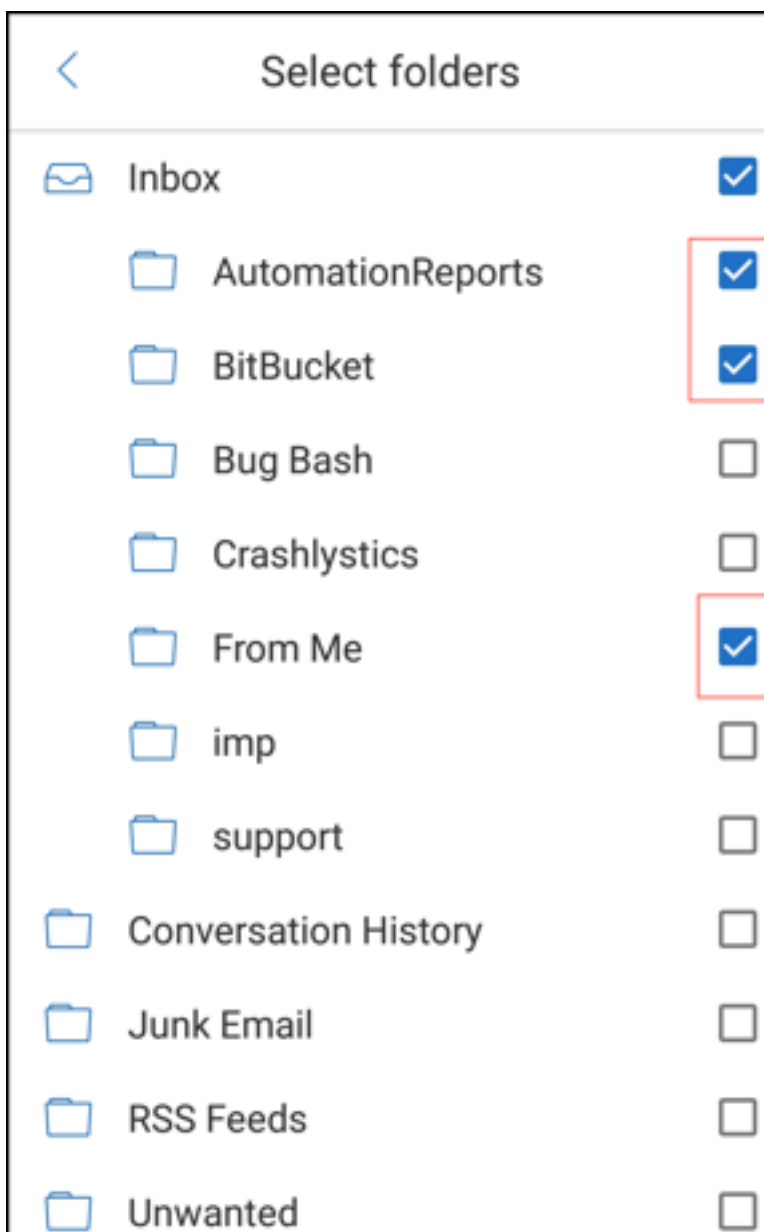 Select folders
Inbox
AutomationReports
BitBucket
Bug Bash
Crashlystics
From Me
imp
support
Conversation History
Junk Email
RSS Feeds
Unwanted